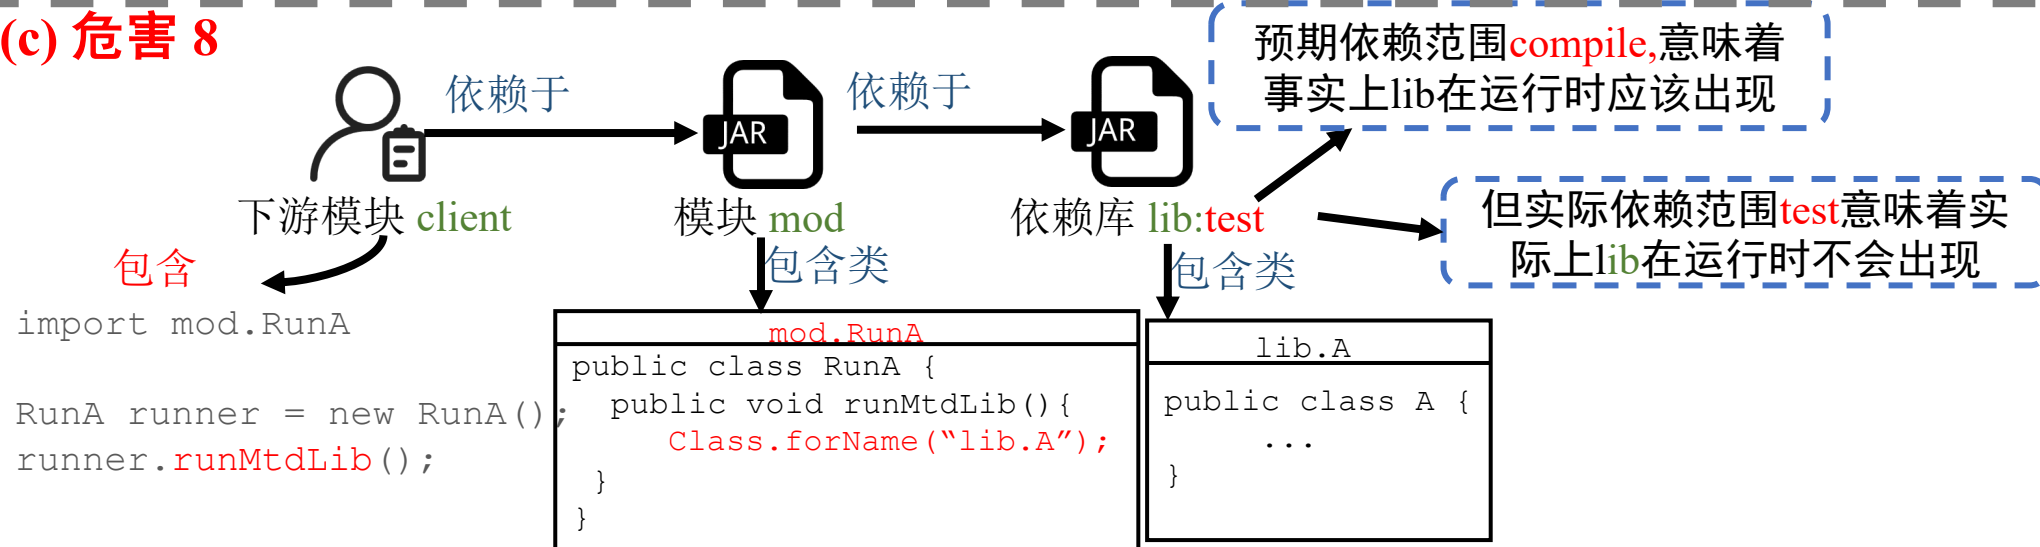 (c) 危害 8
预期依赖范围compile,意味着
事实上lib在运行时应该出现
依赖于
依赖于
JAR
JAR
但实际依赖范围test意味着实
际上lib在运行时不会出现
下游模块 client
模块 mod
依赖库 lib:test
包含
包含类
包含类
import mod.RunA
RunA runner = new RunA();
runner.runMtdLib();
mod.RunA
public class RunA {
public void runMtdLib(){
Class.forName(“lib.A”);
}
}
lib.A
public class A {
...
}